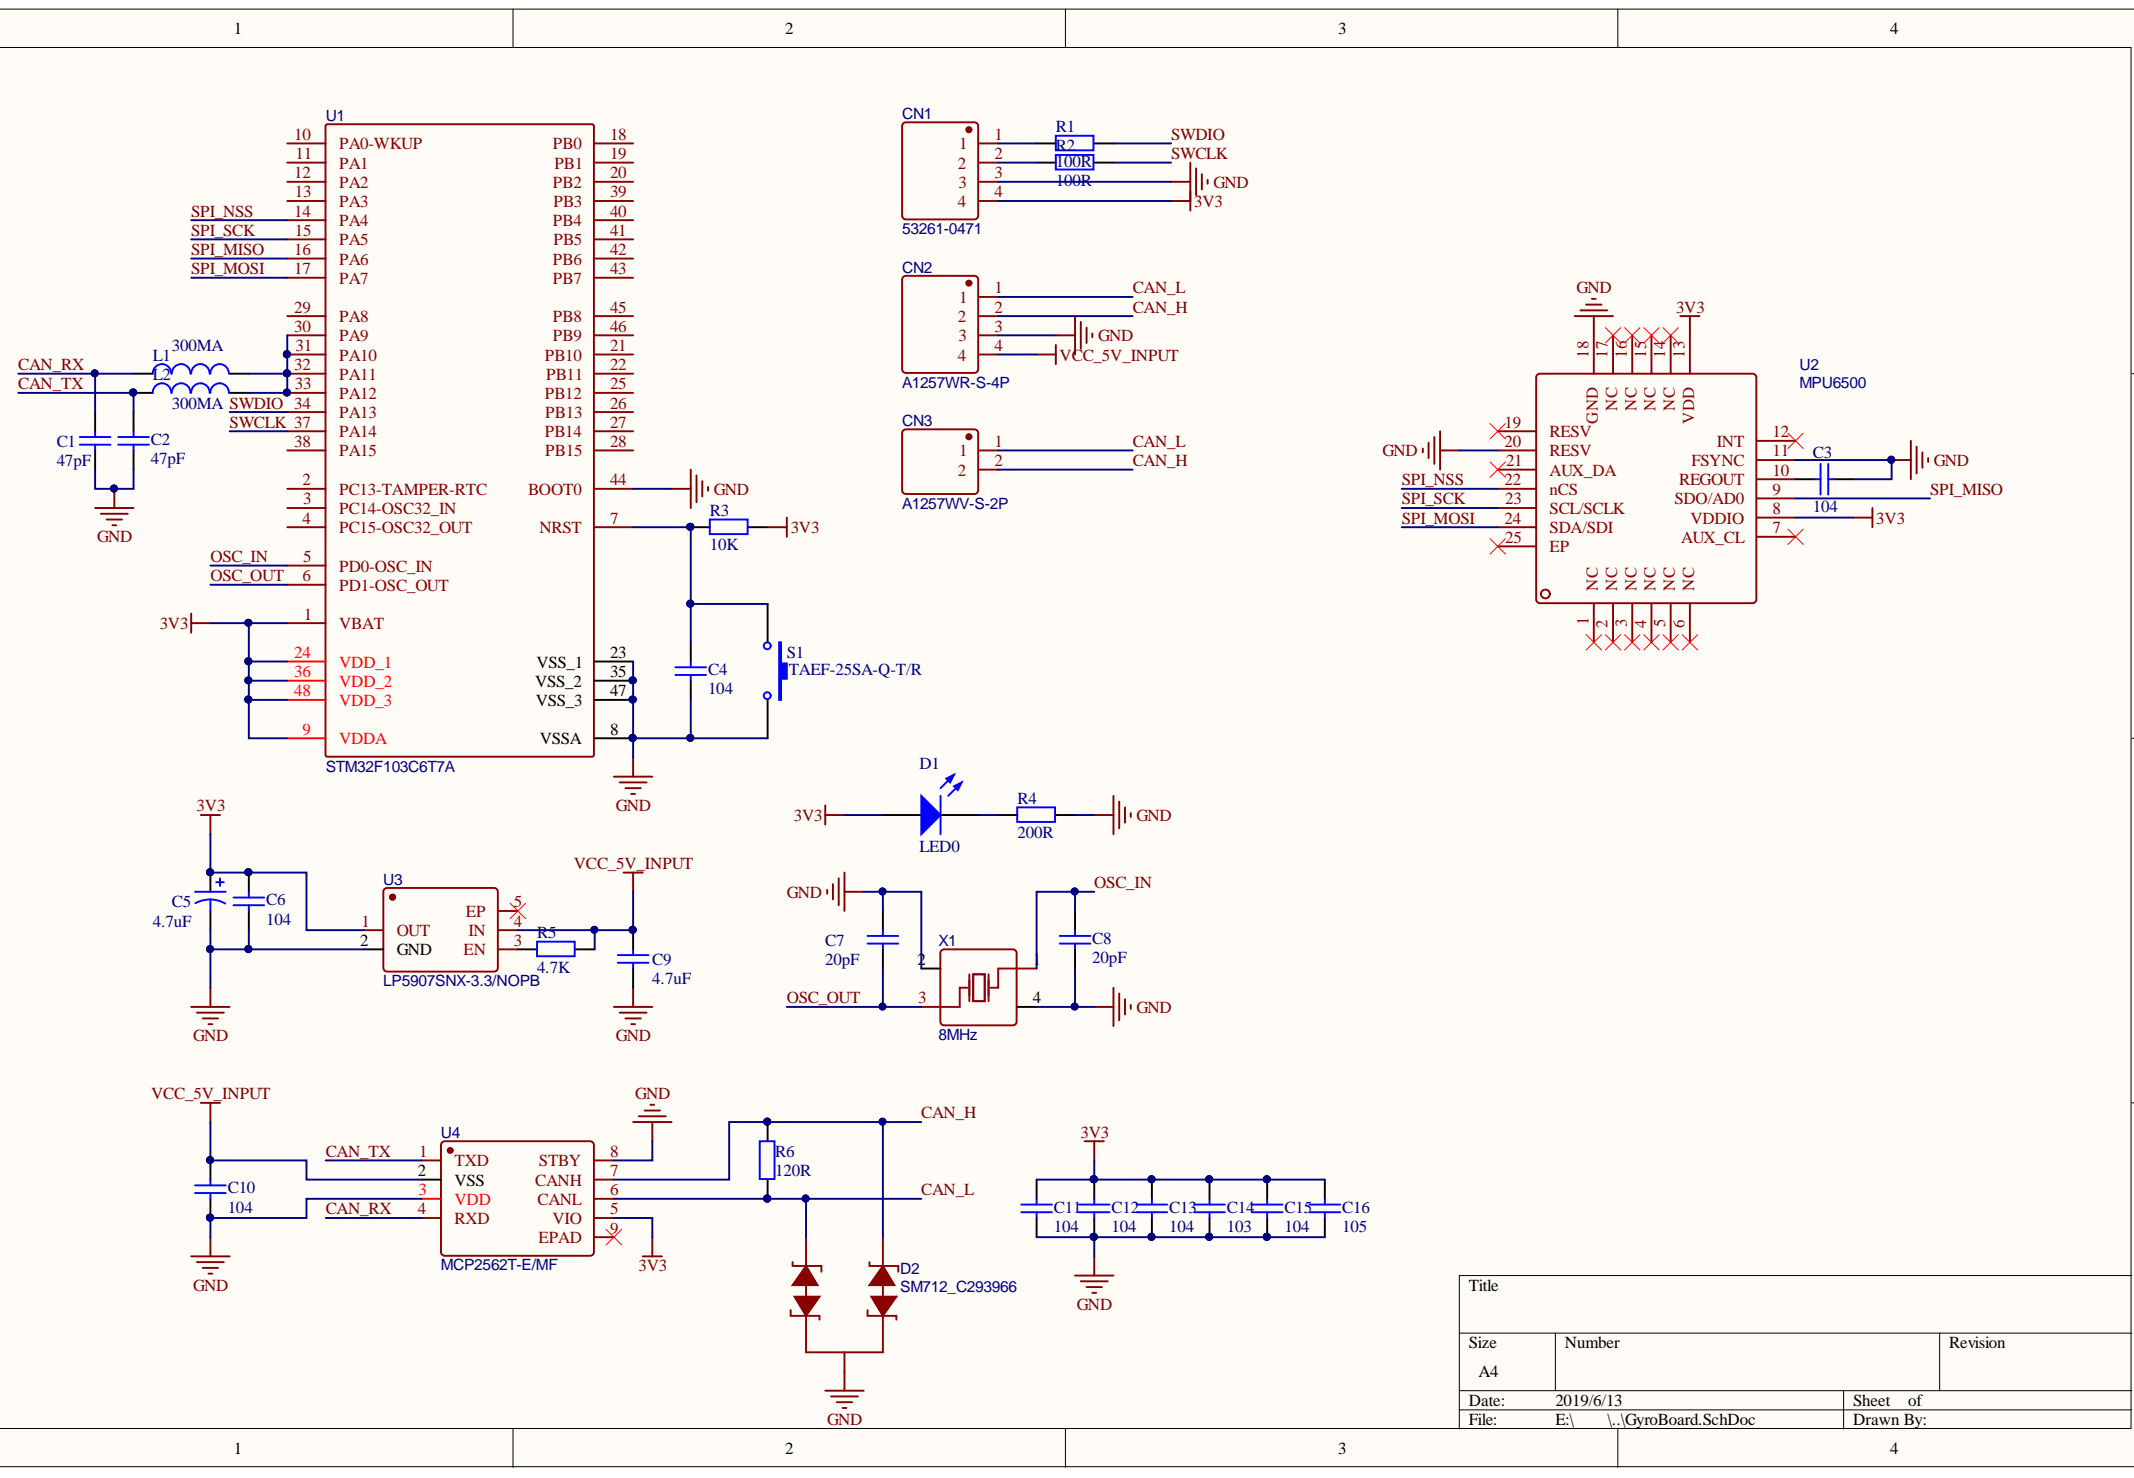 1 2 3 4
U1
10 PA0-WKUP PB0 18
11 PA1 PB1 19
12 PA2 PB2 20
13 PA3 PB3 39
SPI_NSS 14 PA4 PB4 40
SPI_SCK 15 PA5 PB5 41
SPI_MISO 16 PA6 PB6 42
SPI_MOSI 17 PA7 PB7 43
29 PA8 PB8 45
30 PA9 PB9 46
31 PA10 PB10 21
32 PA11 PB11 22
33 PA12 PB12 25
SWDIO 34 PA13 PB13 26
SWCLK 37 PA14 PB14 27
38 PA15 PB15 28
2 PC13-TAMPER-RTC BOOT0 44 GND
3 PC14-OSC32_IN
4 PC15-OSC32_OUT NRST 7
OSC_IN 5 PD0-OSC_IN
OSC_OUT 6 PD1-OSC_OUT
3V3 1 VBAT
24 VDD_1 VSS_1 23
36 VDD_2 VSS_2 35
48 VDD_3 VSS_3 47
9 VDDA VSSA 8
STM32F103C6T7A
GND
CAN_RX L1 300MA
CAN_TX L2
300MA
C1 C2
47pF 47pF
GND
R3
10K
3V3
C4
104
S1
TAEF-25SA-Q-T/R
CN1
1 1 R1 SWDIO
2 2 R2 SWCLK
100R
3 3 GND
100R
4 4 3V3
53261-0471
CN2
1 1 CAN_L
2 2 CAN_H
3 3 GND
4 4 VCC_5V_INPUT
A1257WR-S-4P
CN3
1 1 CAN_L
2 2 CAN_H
A1257WV-S-2P
GND 3V3
18 17 16 15 14 13
GND NC NC NC NC VDD
U2
MPU6500
19 RESV
GND 20 RESV
21 AUX_DA
SPI_NSS 22 nCS
SPI_SCK 23 SCL/SCLK
SPI_MOSI 24 SDA/SDI
25 EP
INT 12
FSYNC 11 C3 GND
REGOUT 10
SDO/AD0 9 SPI_MISO
104
VDDIO 8 3V3
AUX_CL 7
NC NC NC NC NC NC
1 2 3 4 5 6
D1
3V3 R4 GND
LED0 200R
3V3
C5 C6
4.7uF 104
U3
EP 5
1 OUT IN 4
2 GND EN 3
LP5907SNX-3.3/NOPB
R5
4.7K
VCC_5V_INPUT
C9
4.7uF
GND GND
GND OSC_IN
C7 X1 C8
20pF 2 1 20pF
OSC_OUT 3 4 GND
8MHz
VCC_5V_INPUT
C10
104
GND
U4
CAN_TX 1 TXD STBY 8
2 VSS CANH 7
3 VDD CANL 6
CAN_RX 4 RXD VIO 5
EPAD 9
MCP2562T-E/MF
GND
3V3
R6
120R
CAN_H
CAN_L
D2
SM712_C293966
GND
3V3
C11 C12 C13 C14 C15 C16
104 104 104 103 104 105
GND
Title
Size Number Revision
A4
Date: 2019/6/13 Sheet of
File: E:\ \..\GyroBoard.SchDoc Drawn By:
1 2 3 4